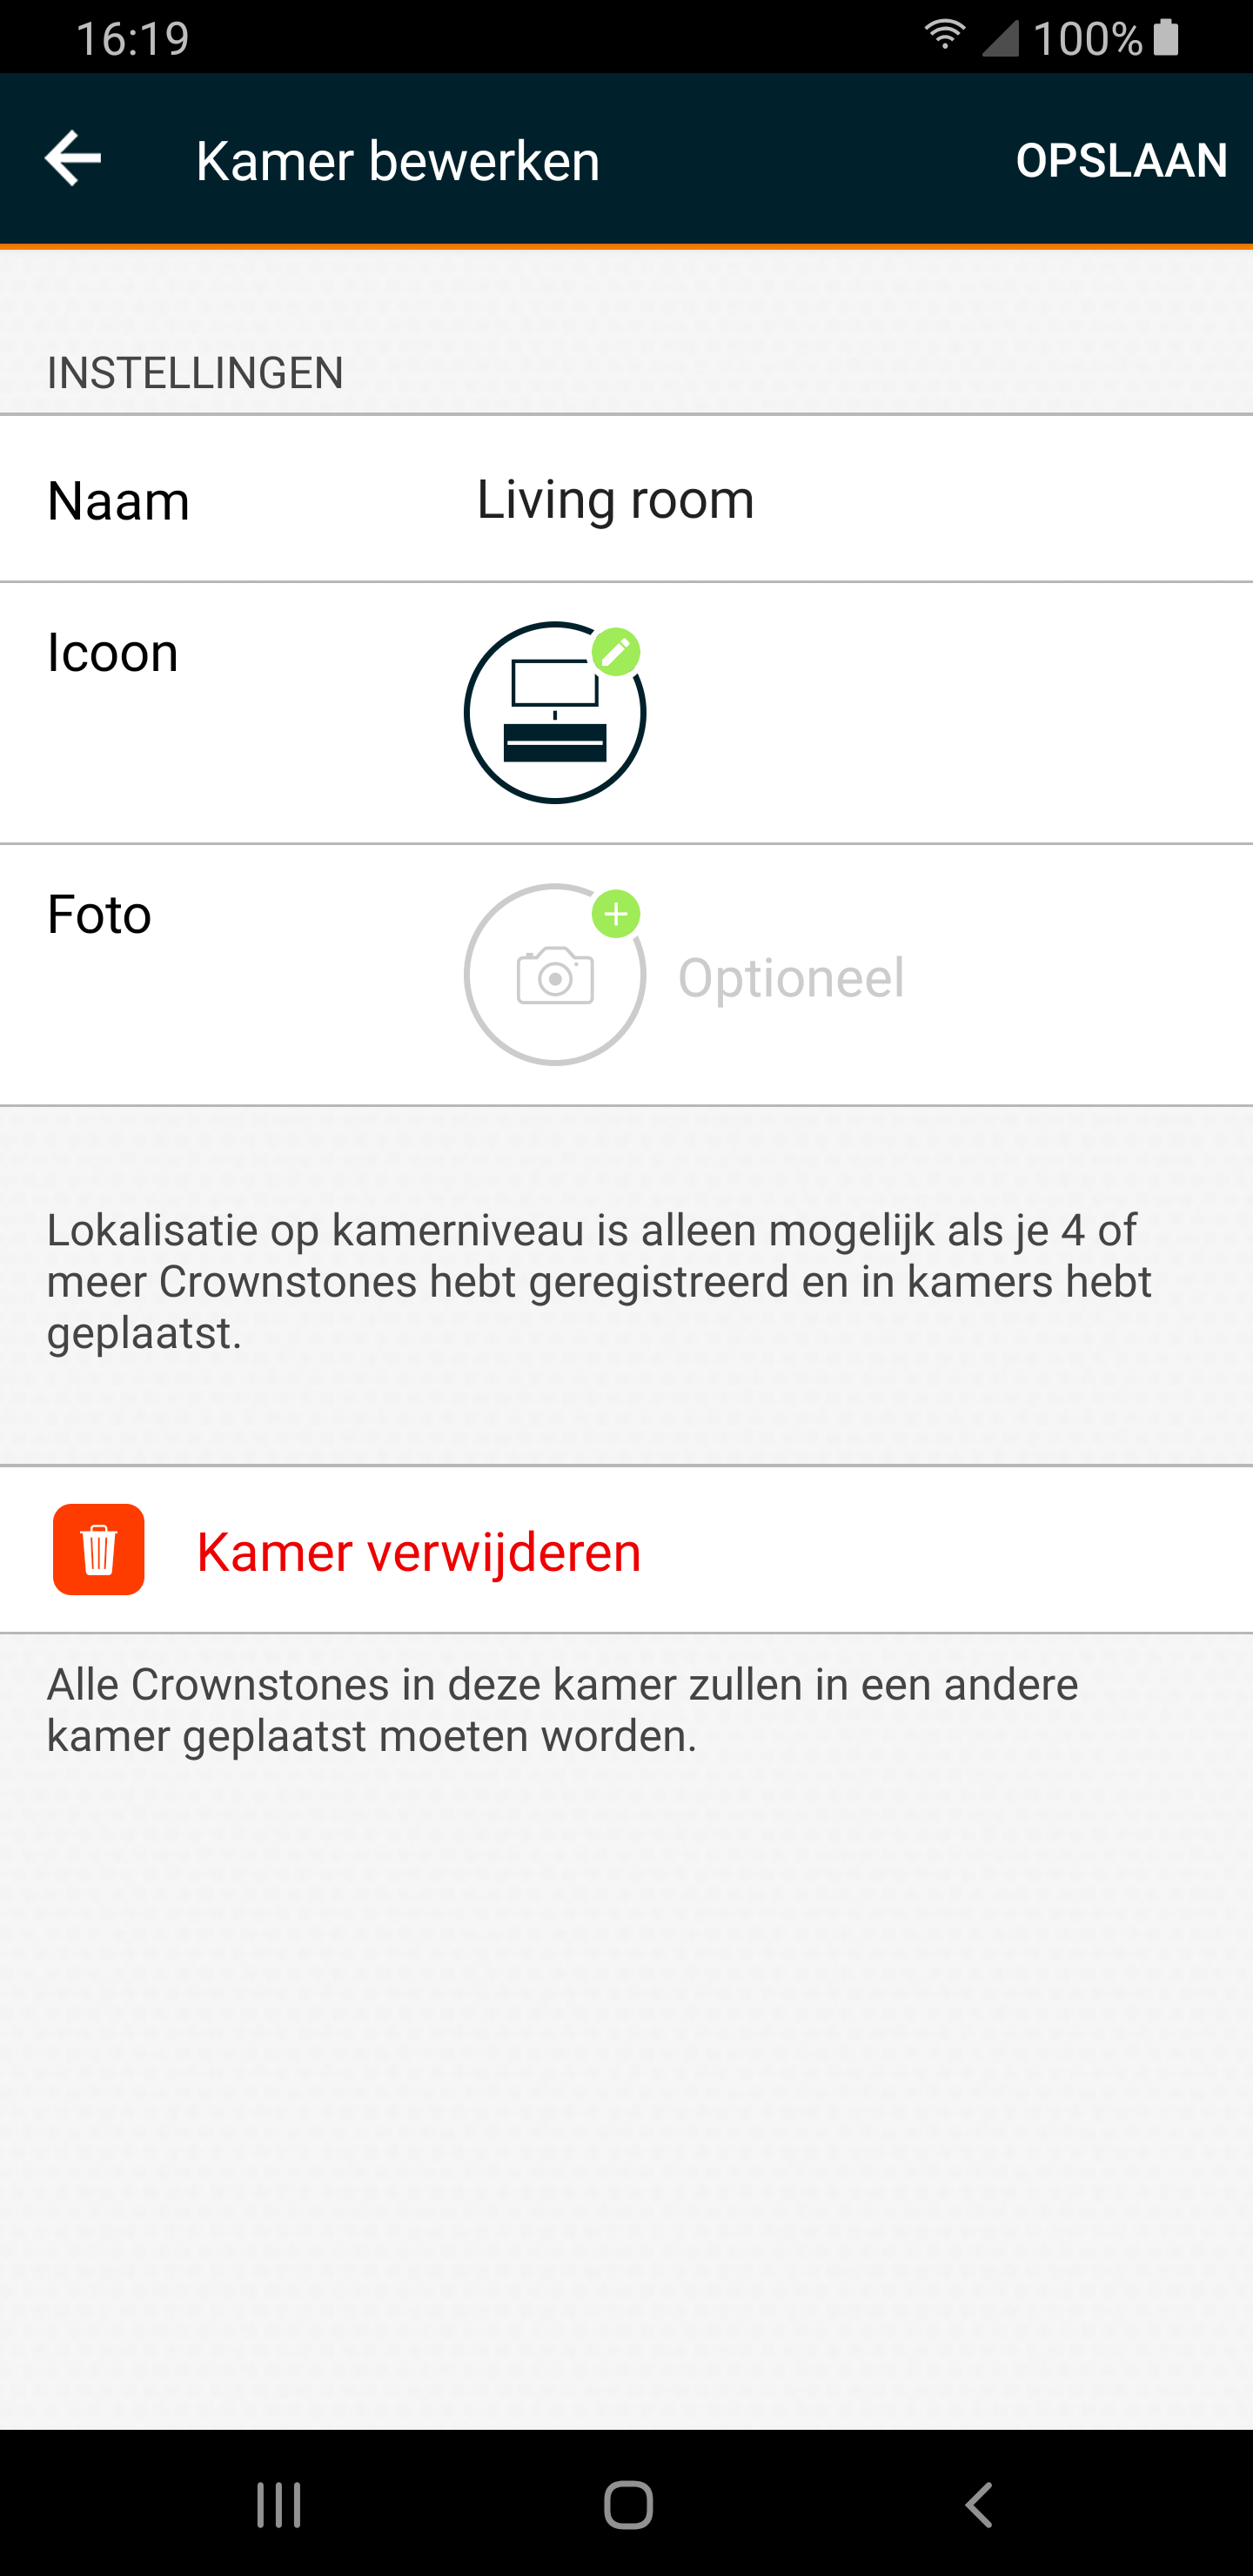 16:19
100%
Kamer bewerken
OPSLAAN
INSTELLINGEN
Naam
Living room
Icoon
Foto
Optioneel
Lokalisatie op kamerniveau is alleen mogelijk als je 4 of
meer Crownstones hebt geregistreerd en in kamers hebt
geplaatst.
Kamer verwijderen
Alle Crownstones in deze kamer zullen in een andere
kamer geplaatst moeten worden.